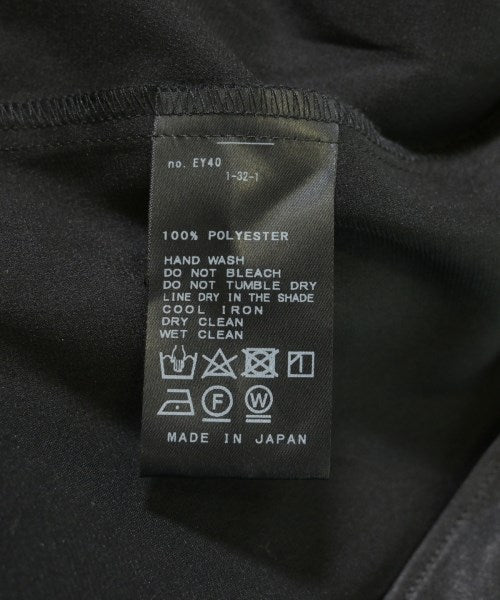 no. EY40
1-32-1
100% POLYESTER
HAND WASH
DO NOT BLEACH
DO NOT TUMBLE DRY
LINE DRY IN THE SHADE
COOL IRON
DRY CLEAN
WET CLEAN
F W
MADE IN JAPAN